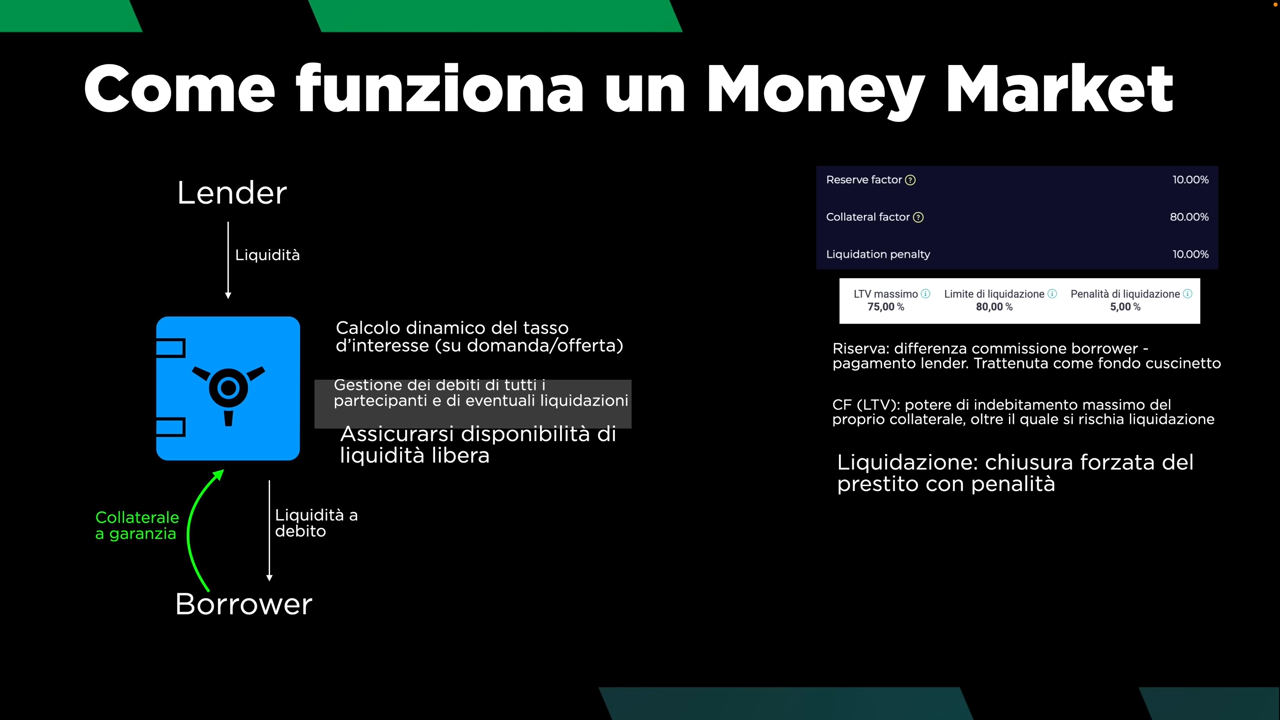 Come funziona un Money Market
Lender
Liquidità
Calcolo dinamico del tasso
d'interesse (su domanda/offerta)
Gestione dei debiti di tutti i
partecipanti e di eventuali liquidazioni
Assicurarsi disponibilità di
liquidità libera
Collaterale
a garanzia
Liquidità a
debito
Borrower
Reserve factor ? 10.00%
Collateral factor ? 80.00%
Liquidation penalty 10.00%
LTV massimo Limite di liquidazione Penalità di liquidazione
75,00 % 80,00 % 5,00 %
Riserva: differenza commissione borrower -
pagamento lender. Trattenuta come fondo cuscinetto
CF (LTV): potere di indebitamento massimo del
proprio collaterale, oltre il quale si rischia liquidazione
Liquidazione: chiusura forzata del
prestito con penalità